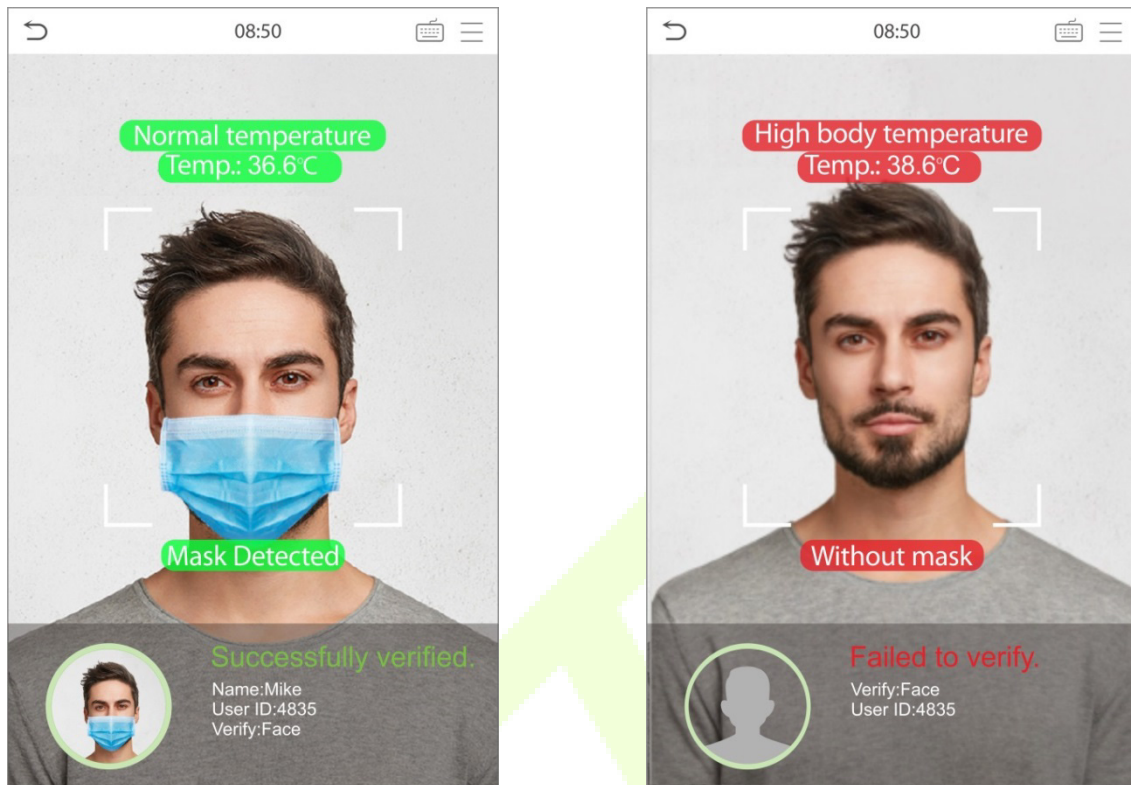 08:50
Normal temperature
Temp.: 36.6°C
Mask Detected
Successfully verified.
Name:Mike
User ID:4835
Verify:Face
08:50
High body temperature
Temp.: 38.6°C
Without mask
Failed to verify.
Verify:Face
User ID:4835